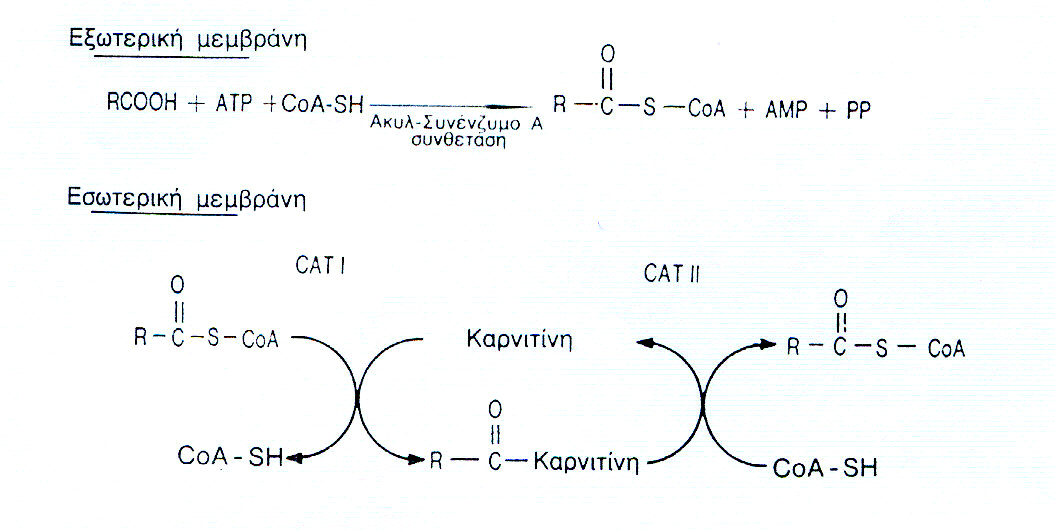 Εξωτερική μεμβράνη
O
||
RCOOH + ATP + CoA-SH R — C — S — CoA + AMP + PP
Ακυλ-Συνένζυμο Α
συνθετάση
Εσωτερική μεμβράνη
CAT I
CAT II
O
||
R — C — S — CoA
Καρνιτίνη
O
||
R — C — S — CoA
CoA - SH
O
||
R — C — Καρνιτίνη
CoA - SH